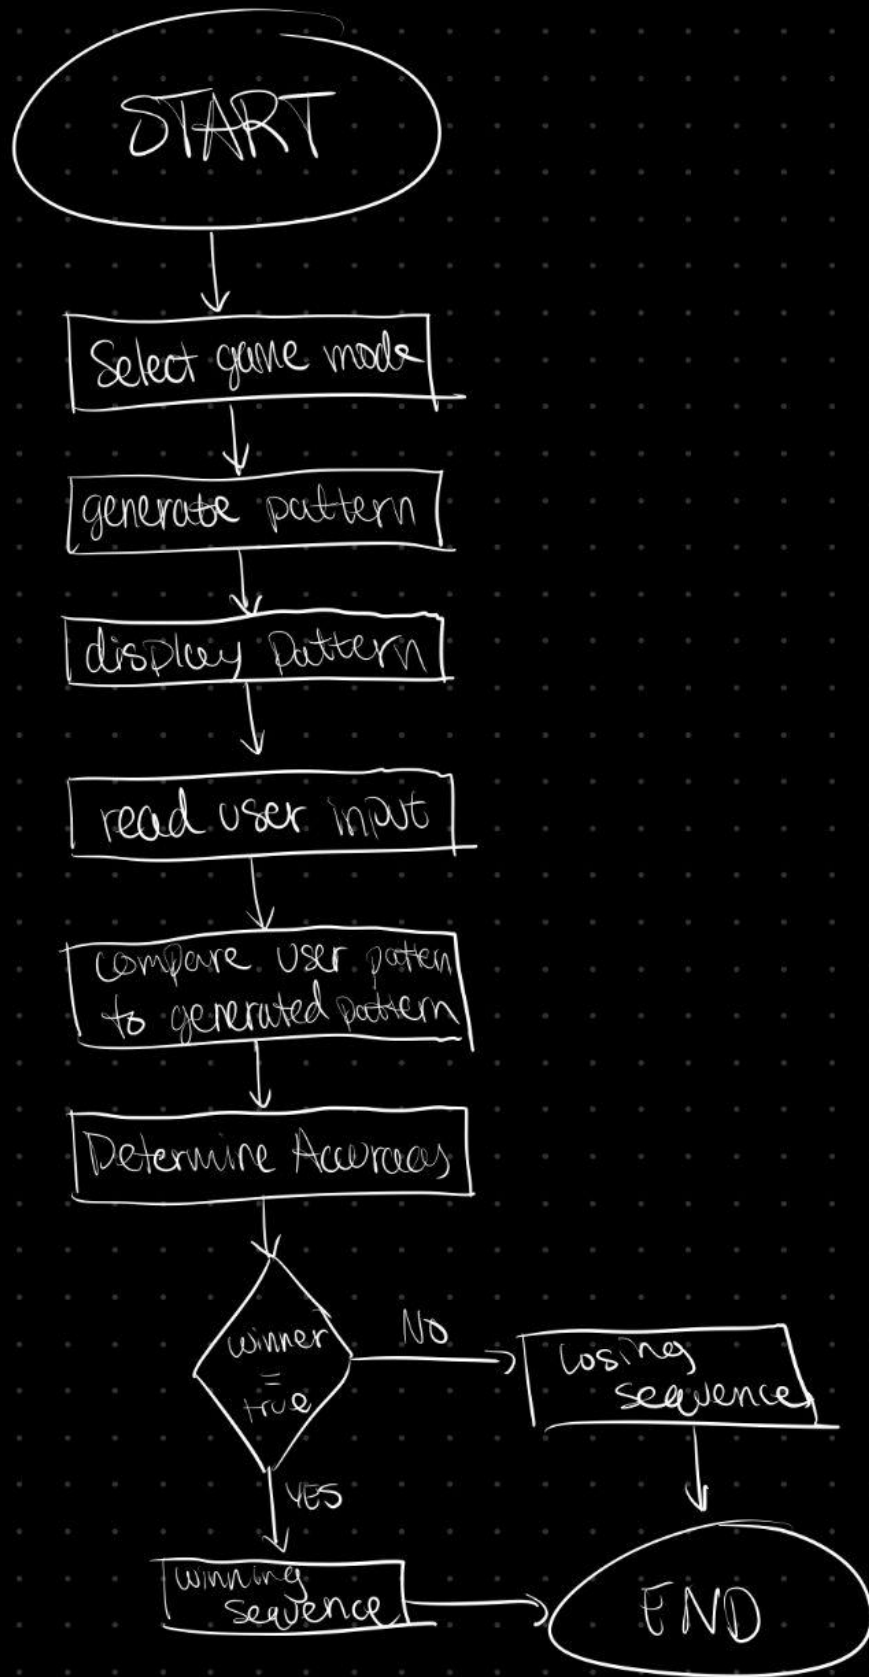 START
Select game mode
generate pattern
display pattern
read user input
compare user pattern
to generated pattern
Determine Accuracy
winner
=
true
NO
losing
sequence
YES
winning
sequence
END